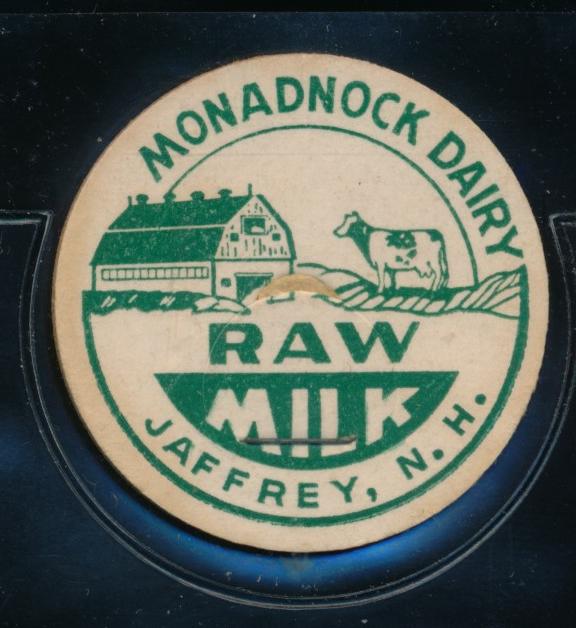 MONADNOCK DAIRY
RAW
MILK
JAFFREY, N. H.